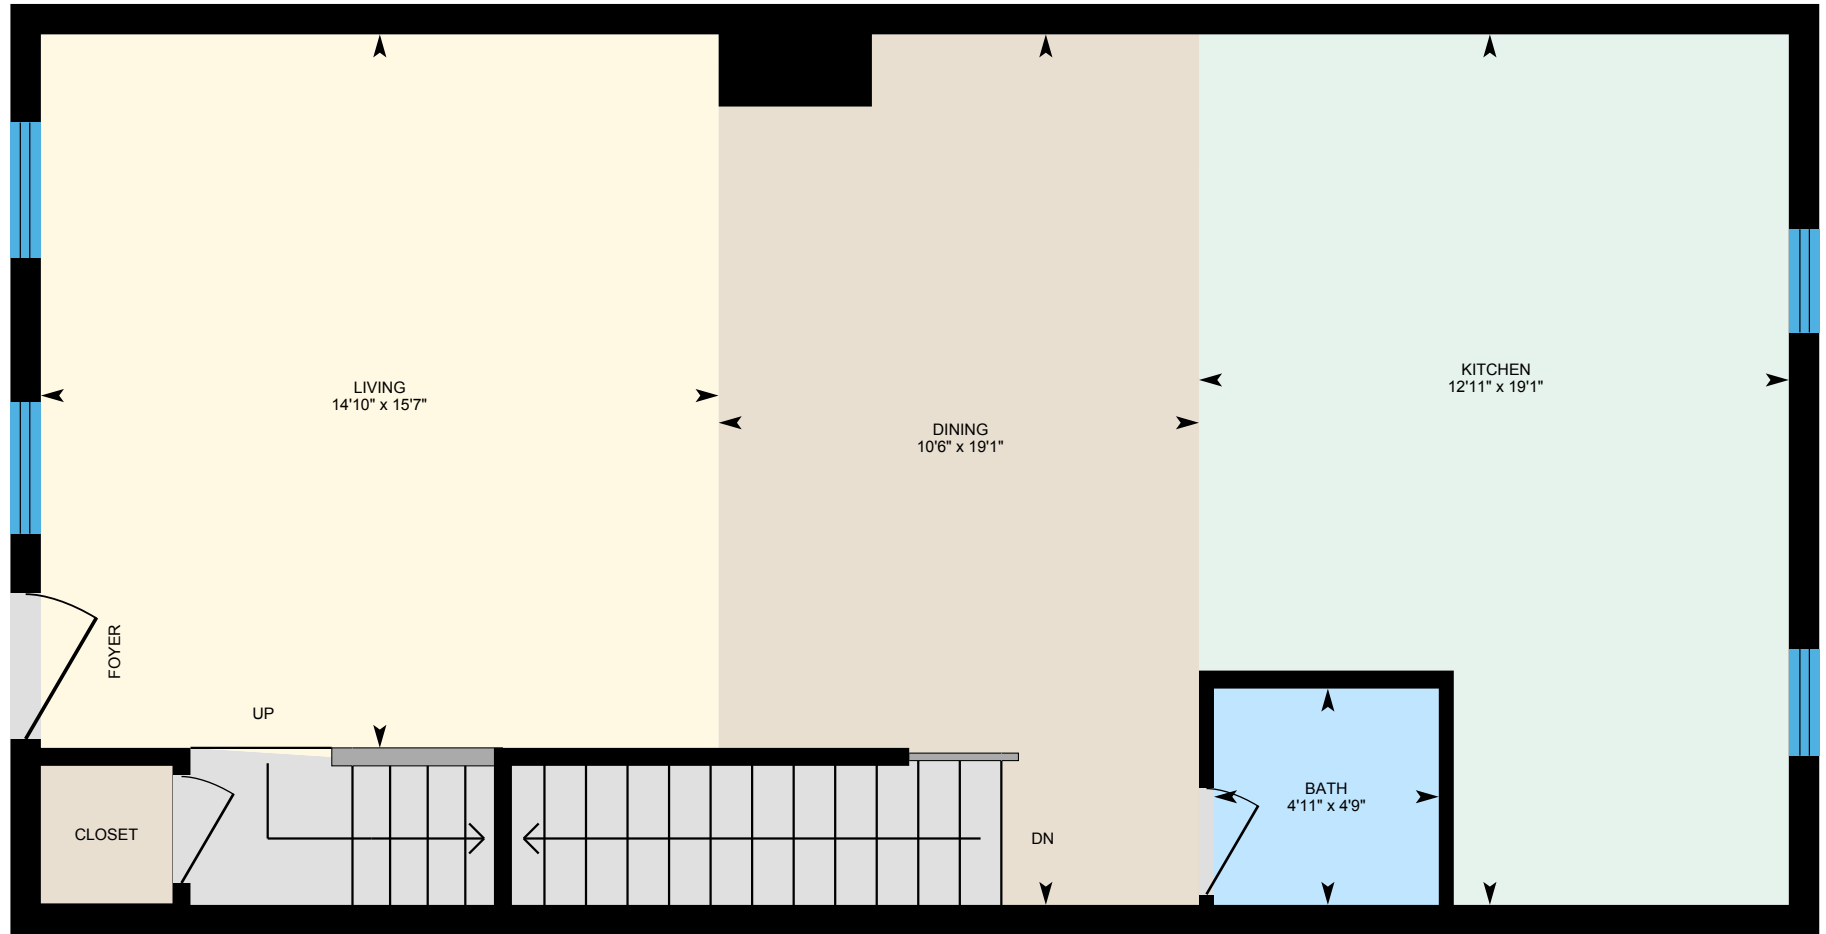 LIVING
14'10" x 15'7"
DINING
10'6" x 19'1"
KITCHEN
12'11" x 19'1"
FOYER
UP
CLOSET
DN
BATH
4'11" x 4'9"